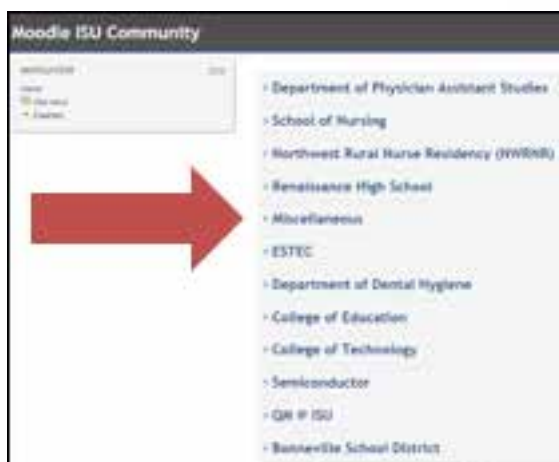 Moodle ISU Community
Department of Physician Assistant Studies
School of Nursing
Northwest Rural Nurse Residency (NWRNR)
Renaissance High School
Miscellaneous
ESTEC
Department of Dental Hygiene
College of Education
College of Technology
Semiconductor
QM @ ISU
Bonneville School District